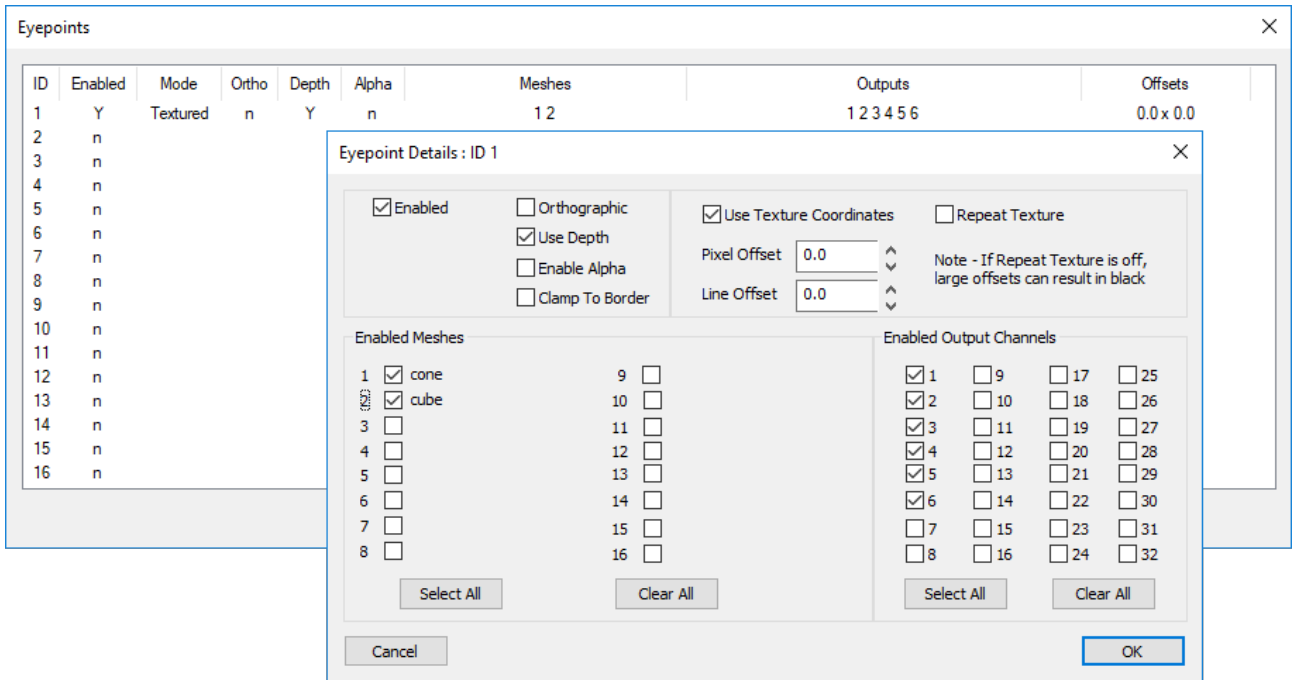 Eyepoints
ID Enabled Mode Ortho Depth Alpha Meshes Outputs Offsets
1 Y Textured n Y n 1 2 1 2 3 4 5 6 0.0 x 0.0
2 n
3 n
4 n
5 n
6 n
7 n
8 n
9 n
10 n
11 n
12 n
13 n
14 n
15 n
16 n
Eyepoint Details : ID 1
Enabled
Orthographic
Use Depth
Enable Alpha
Clamp To Border
Use Texture Coordinates
Repeat Texture
Pixel Offset 0.0
Line Offset 0.0
Note - If Repeat Texture is off,
large offsets can result in black
Enabled Meshes
1 cone 9
2 cube 10
3 11
4 12
5 13
6 14
7 15
8 16
Select All Clear All
Enabled Output Channels
1 9 17 25
2 10 18 26
3 11 19 27
4 12 20 28
5 13 21 29
6 14 22 30
7 15 23 31
8 16 24 32
Select All Clear All
Cancel OK